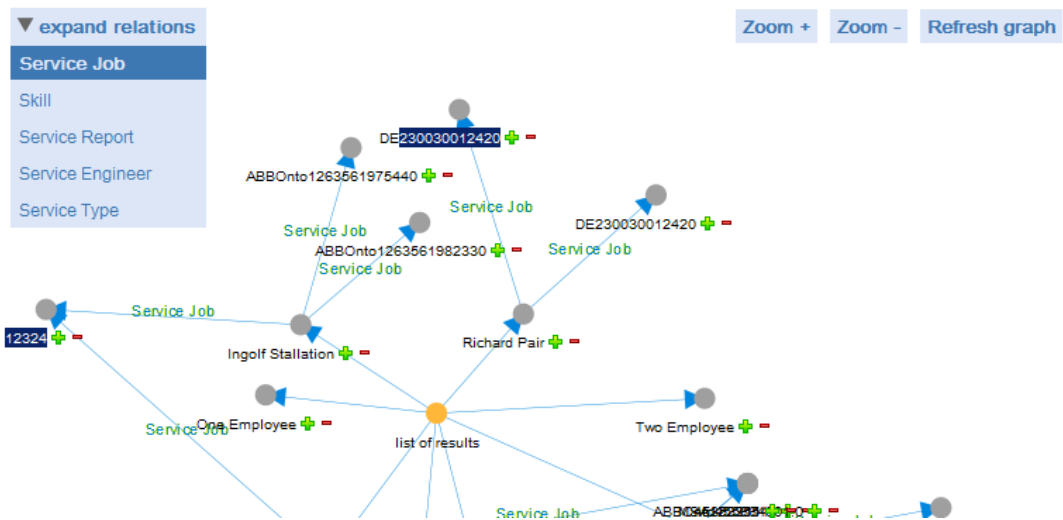 ▼ expand relations
Zoom +
Zoom -
Refresh graph
Service Job
Skill
Service Report
Service Engineer
Service Type
DE230030012420
ABBOnto1263561975440
Service Job
DE230030012420
Service Job
ABBOnto1263561982330
Service Job
Service Job
Service Job
12324
Richard Pair
Ingolf Stallation
One Employee
Service Job
Two Employee
list of results
Service Job